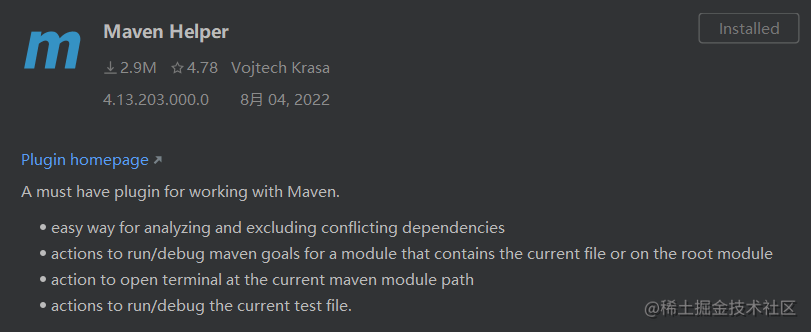 m
Maven Helper
Installed
2.9M 4.78 Vojtech Krasa
4.13.203.000.0 8月 04, 2022
Plugin homepage
A must have plugin for working with Maven.
• easy way for analyzing and excluding conflicting dependencies
• actions to run/debug maven goals for a module that contains the current file or on the root module
• action to open terminal at the current maven module path
• actions to run/debug the current test file.
@稀土掘金技术社区